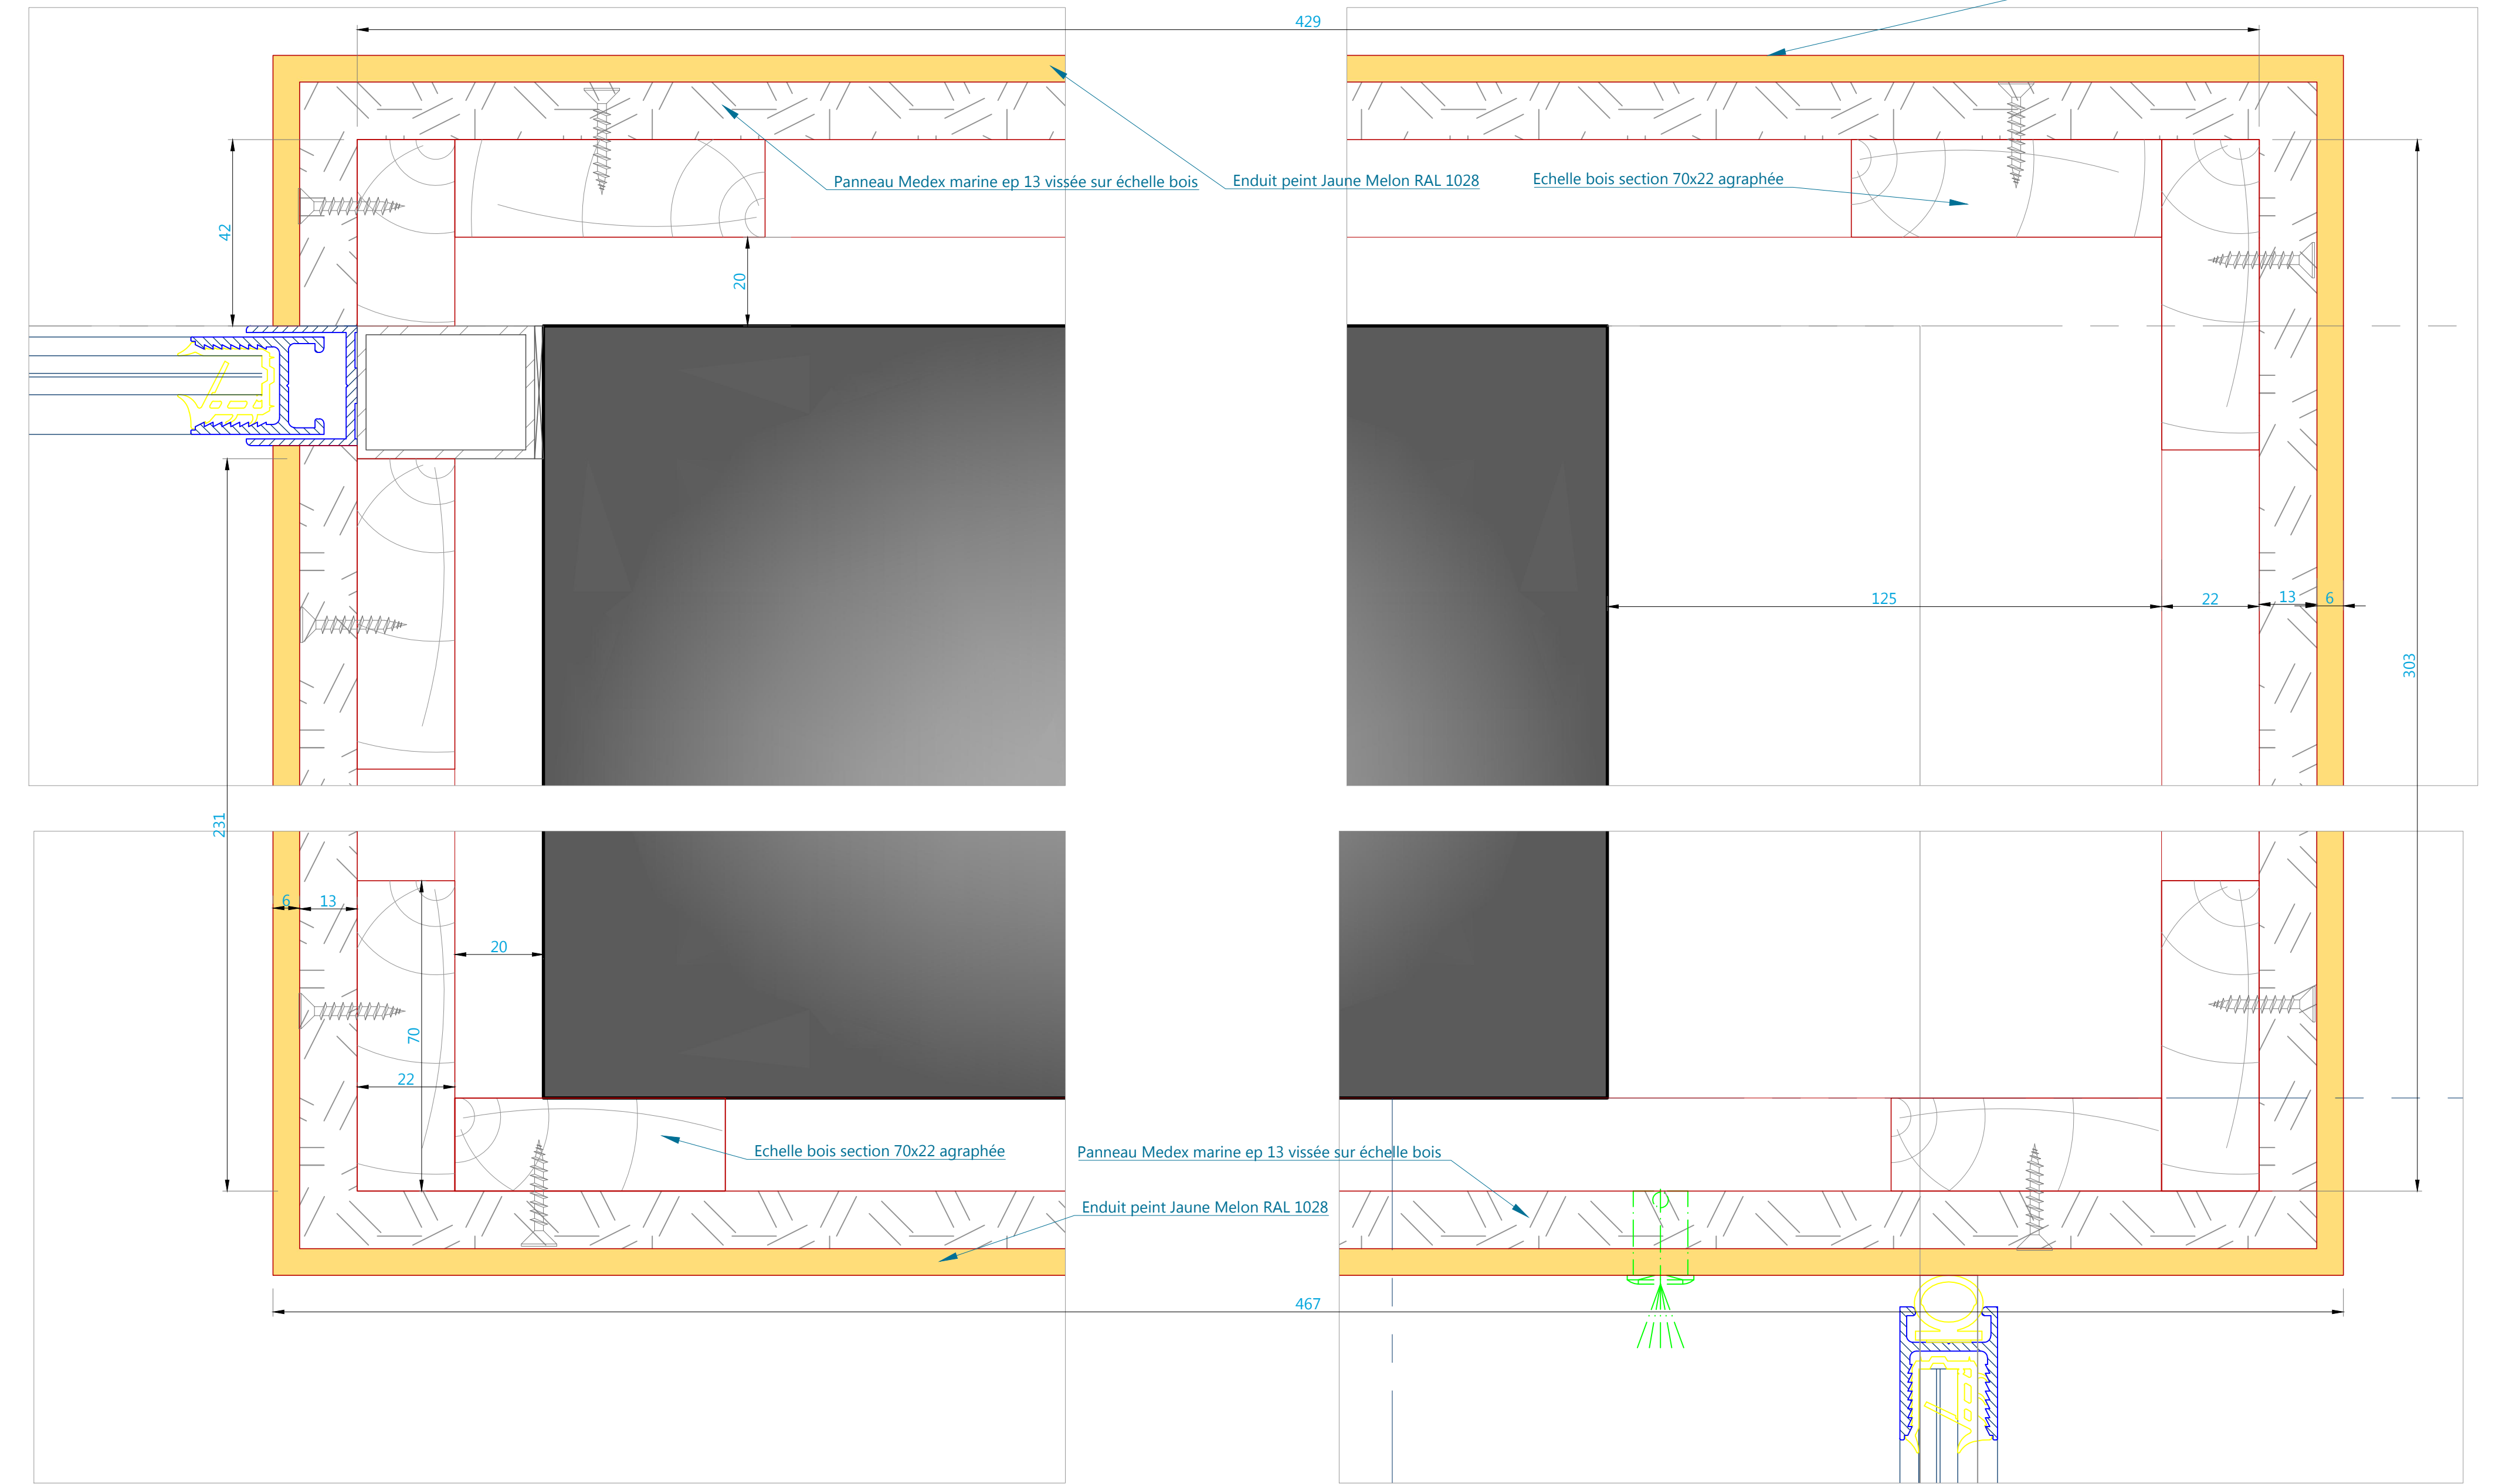 429
Panneau Medex marine ep 13 vissée sur échelle bois
Enduit peint Jaune Melon RAL 1028
Echelle bois section 70x22 agraphée
42
20
125
22
13
6
303
231
6
13
20
70
22
Echelle bois section 70x22 agraphée
Panneau Medex marine ep 13 vissée sur échelle bois
Enduit peint Jaune Melon RAL 1028
467